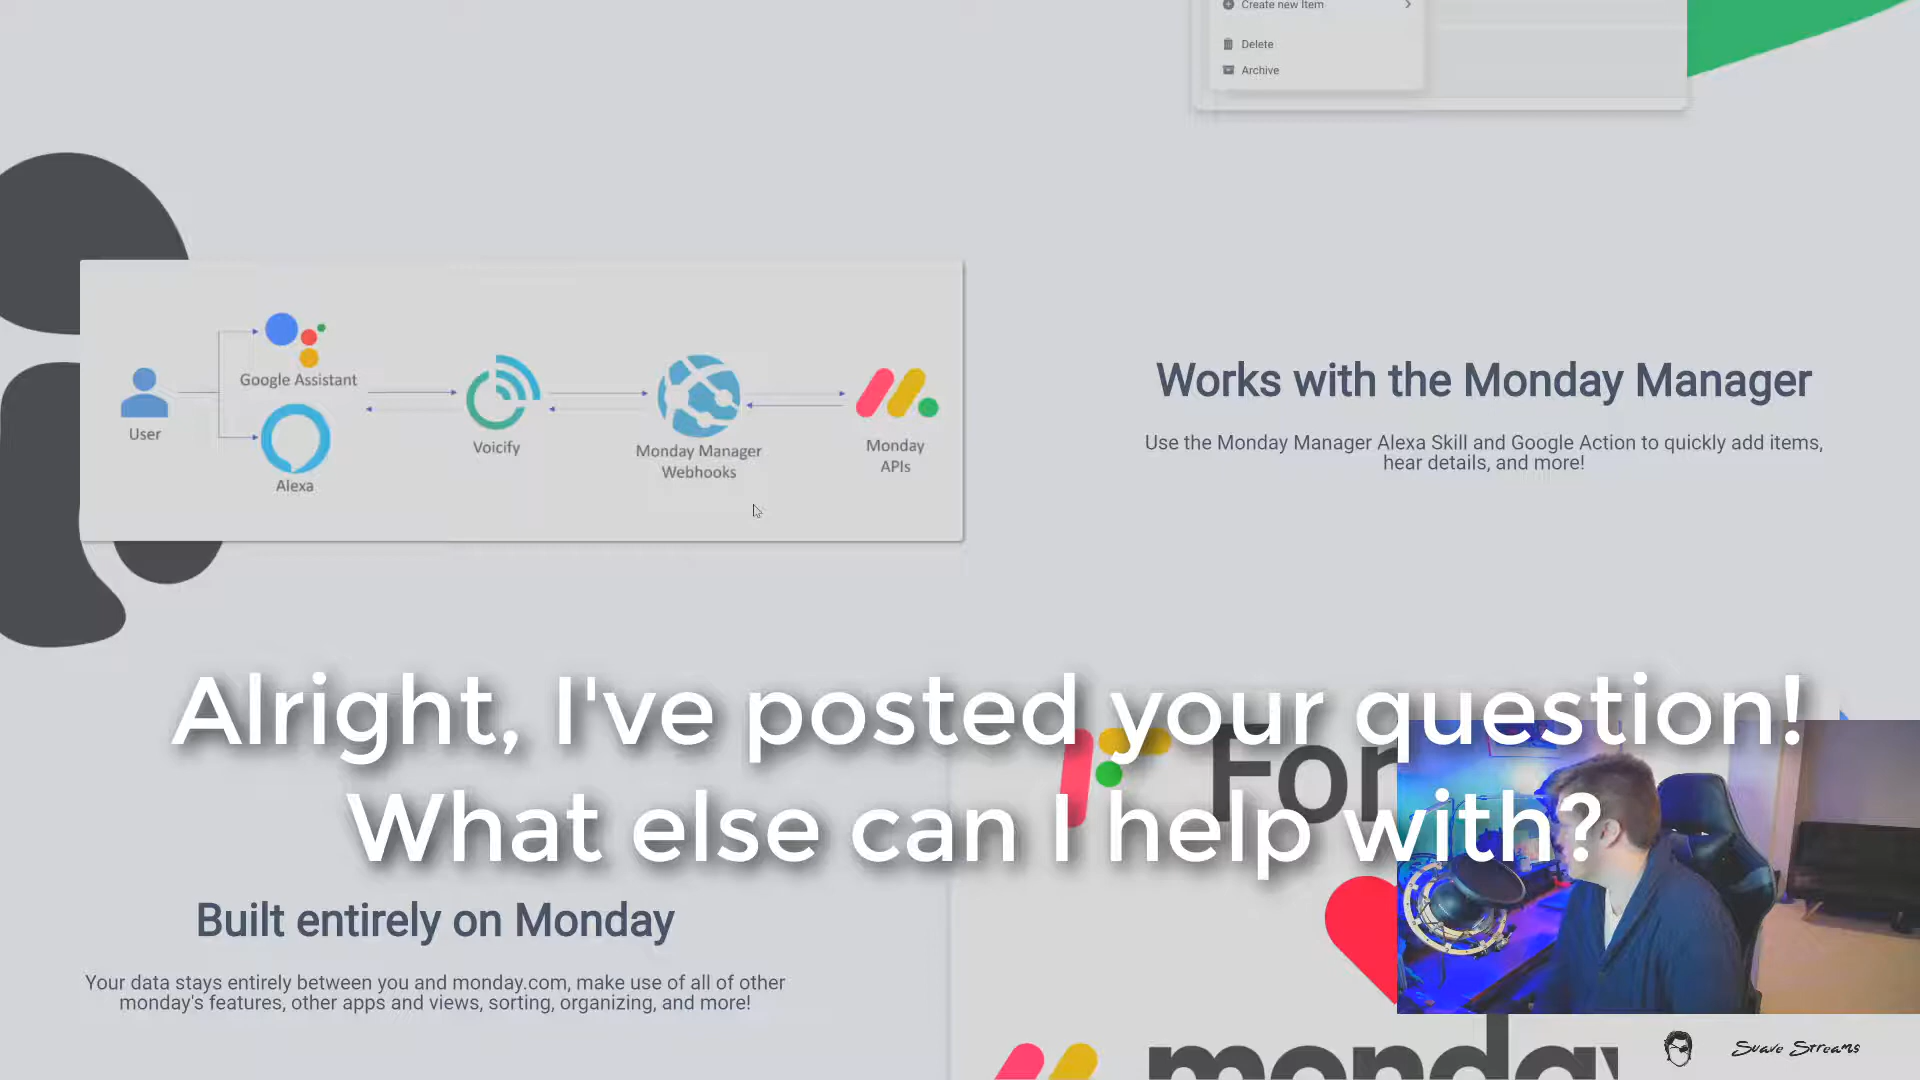 Create new Item
Delete
Archive
Google Assistant
User
Alexa
Voicify
Monday Manager
Webhooks
Monday
APIs
Works with the Monday Manager
Use the Monday Manager Alexa Skill and Google Action to quickly add items,
hear details, and more!
Alright, I've posted your question!
What else can I help with?
For
Built entirely on Monday
Your data stays entirely between you and monday.com, make use of all of other
monday's features, other apps and views, sorting, organizing, and more!
monday
Suave Streams